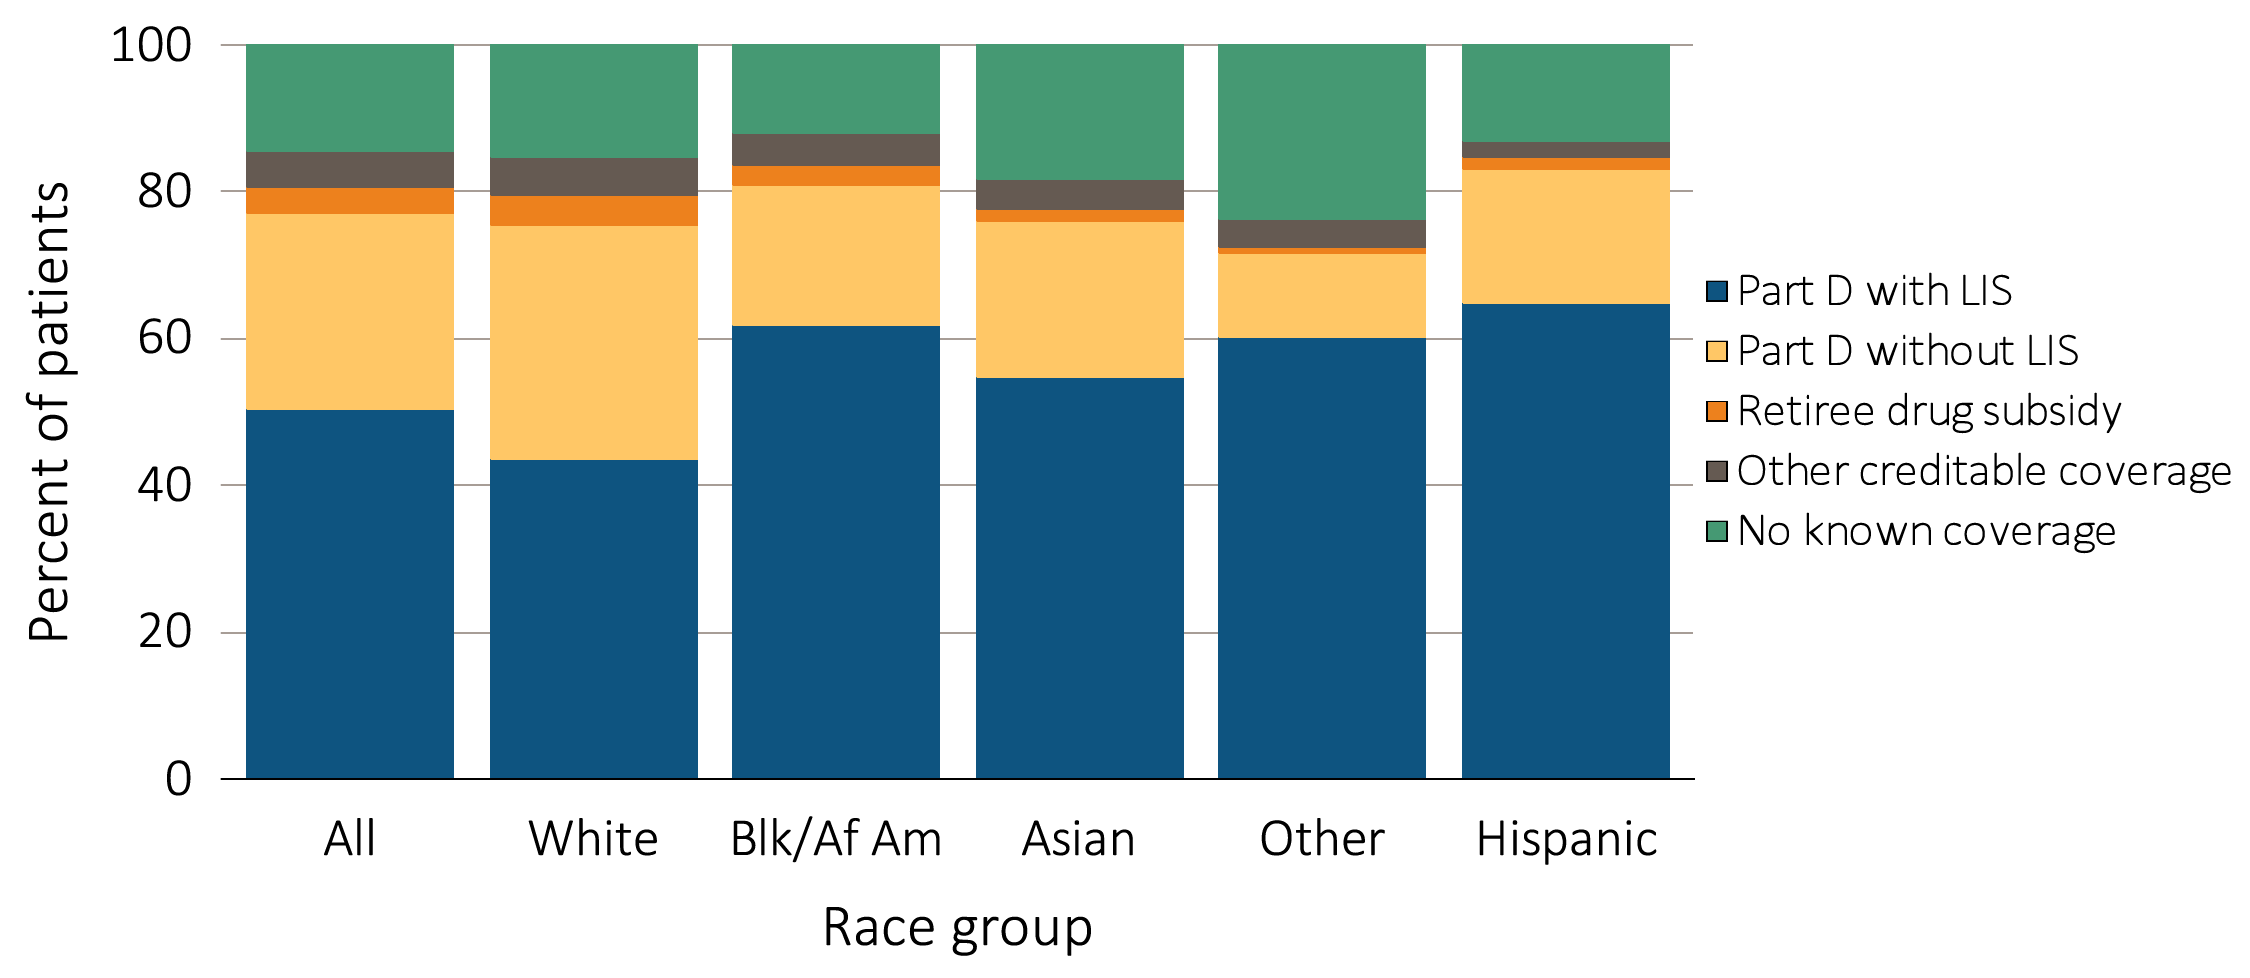 100
80
60
40
20
0
Percent of patients
All
White
Blk/Af Am
Asian
Other
Hispanic
Race group
Part D with LIS
Part D without LIS
Retiree drug subsidy
Other creditable coverage
No known coverage